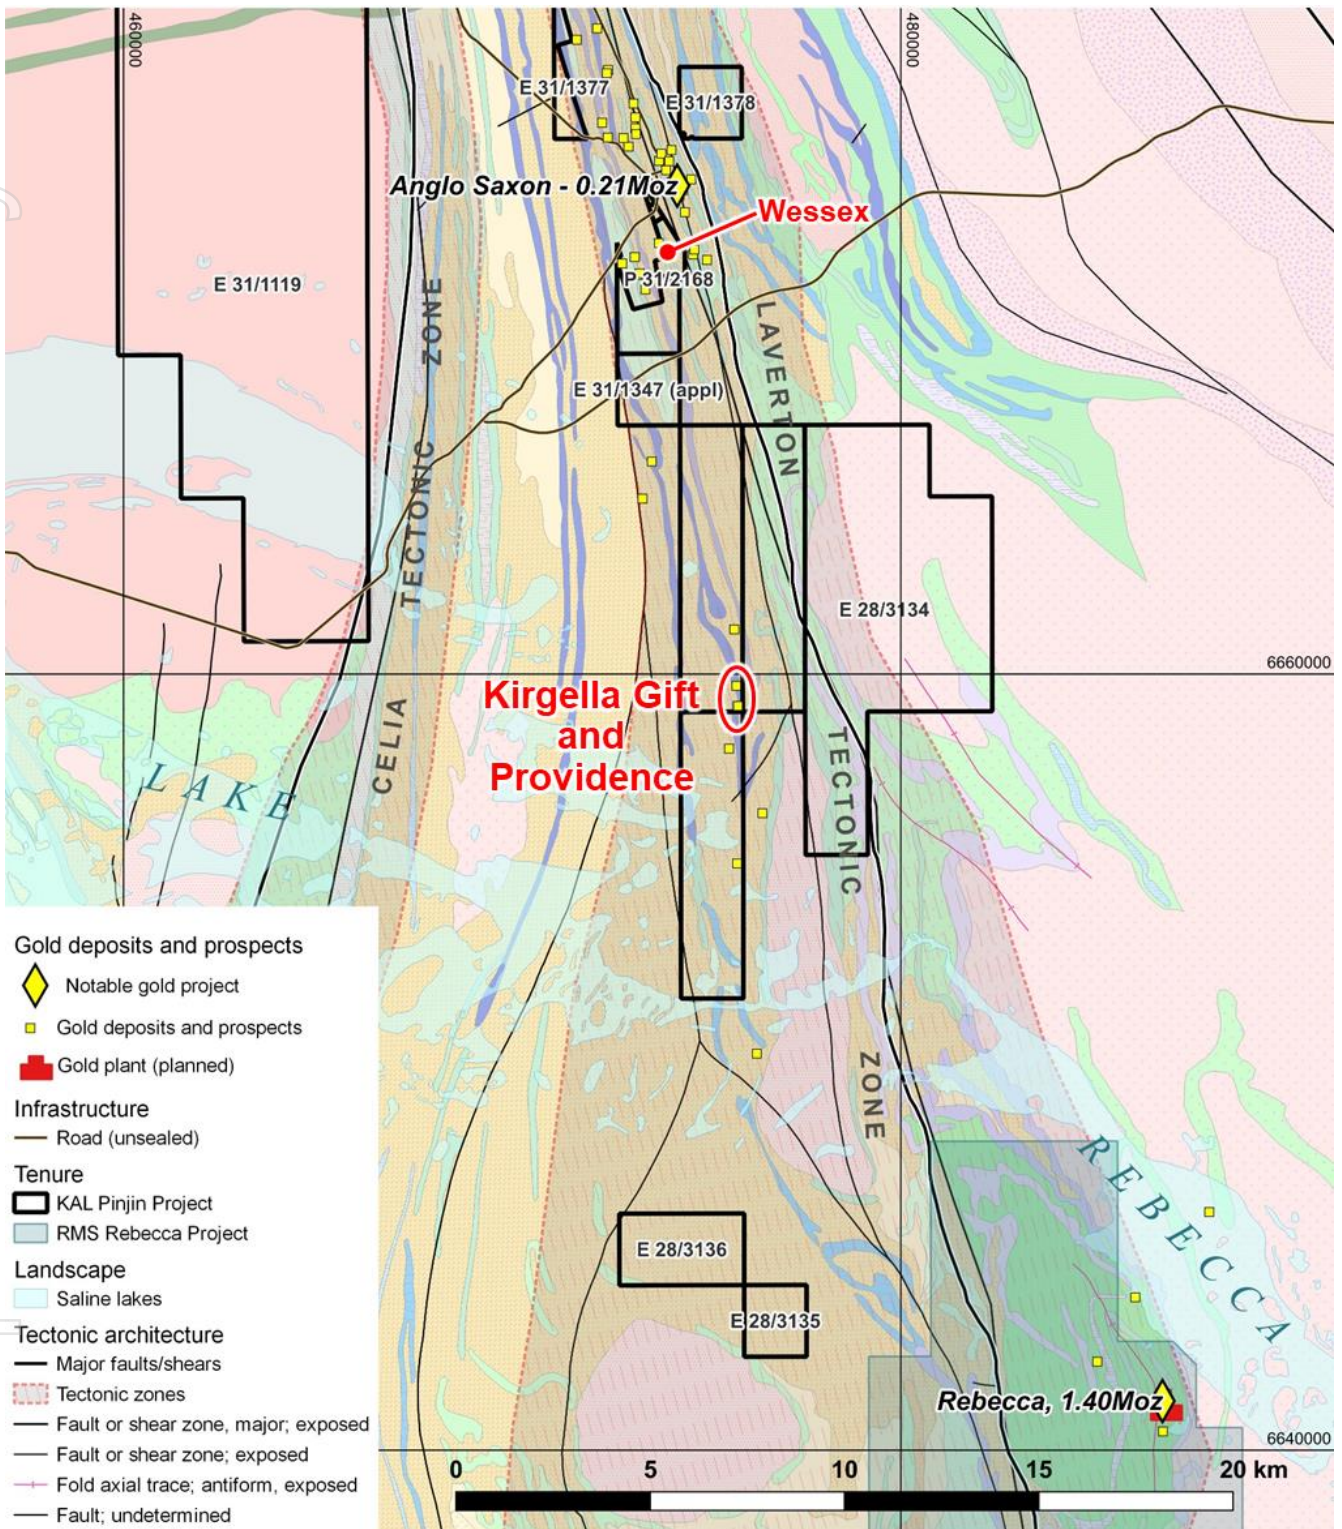 460000
480000
E 31/1377
E 31/1378
Anglo Saxon - 0.21Moz
Wessex
E 31/1119
P 31/2168
E 31/1347 (appl)
CELIA TECTONIC ZONE
LAVERTON TECTONIC ZONE
E 28/3134
6660000
Kirgella Gift
and
Providence
LAKE
REBECCA
E 28/3136
E 28/3135
Rebecca, 1.40Moz
6640000
0 5 10 15 20 km
Gold deposits and prospects
Notable gold project
Gold deposits and prospects
Gold plant (planned)
Infrastructure
Road (unsealed)
Tenure
KAL Pinjin Project
RMS Rebecca Project
Landscape
Saline lakes
Tectonic architecture
Major faults/shears
Tectonic zones
Fault or shear zone, major; exposed
Fault or shear zone; exposed
Fold axial trace; antiform, exposed
Fault; undetermined